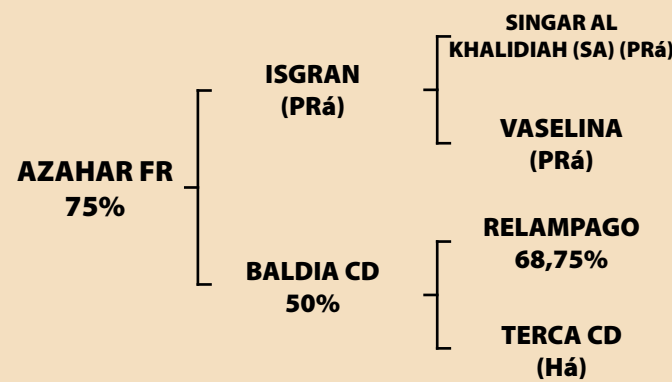 AZAHAR FR
75%
ISGRAN
(PRá)
BALDIA CD
50%
SINGAR AL
KHALIDIAH (SA) (PRá)
VASELINA
(PRá)
RELAMPAGO
68,75%
TERCA CD
(Há)